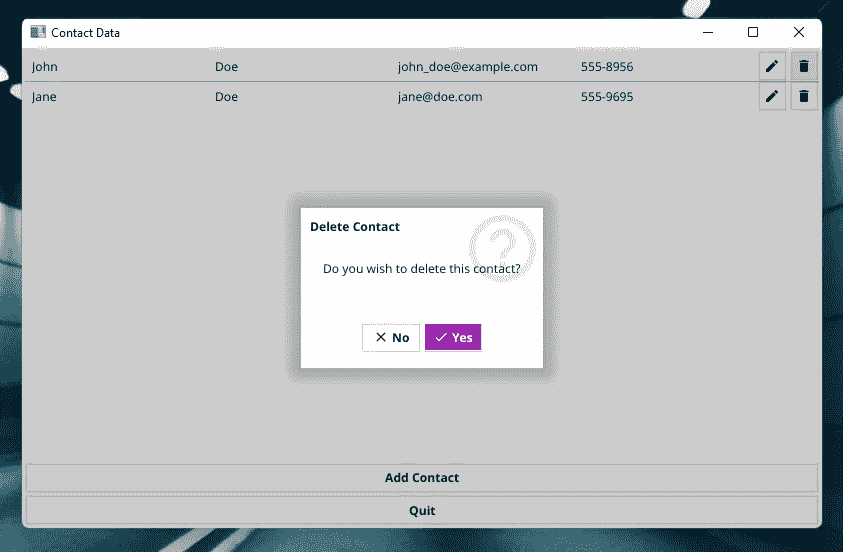 Contact Data
John Doe john_doe@example.com 555-8956
Jane Doe jane@doe.com 555-9695
Delete Contact
Do you wish to delete this contact?
No Yes
Add Contact
Quit